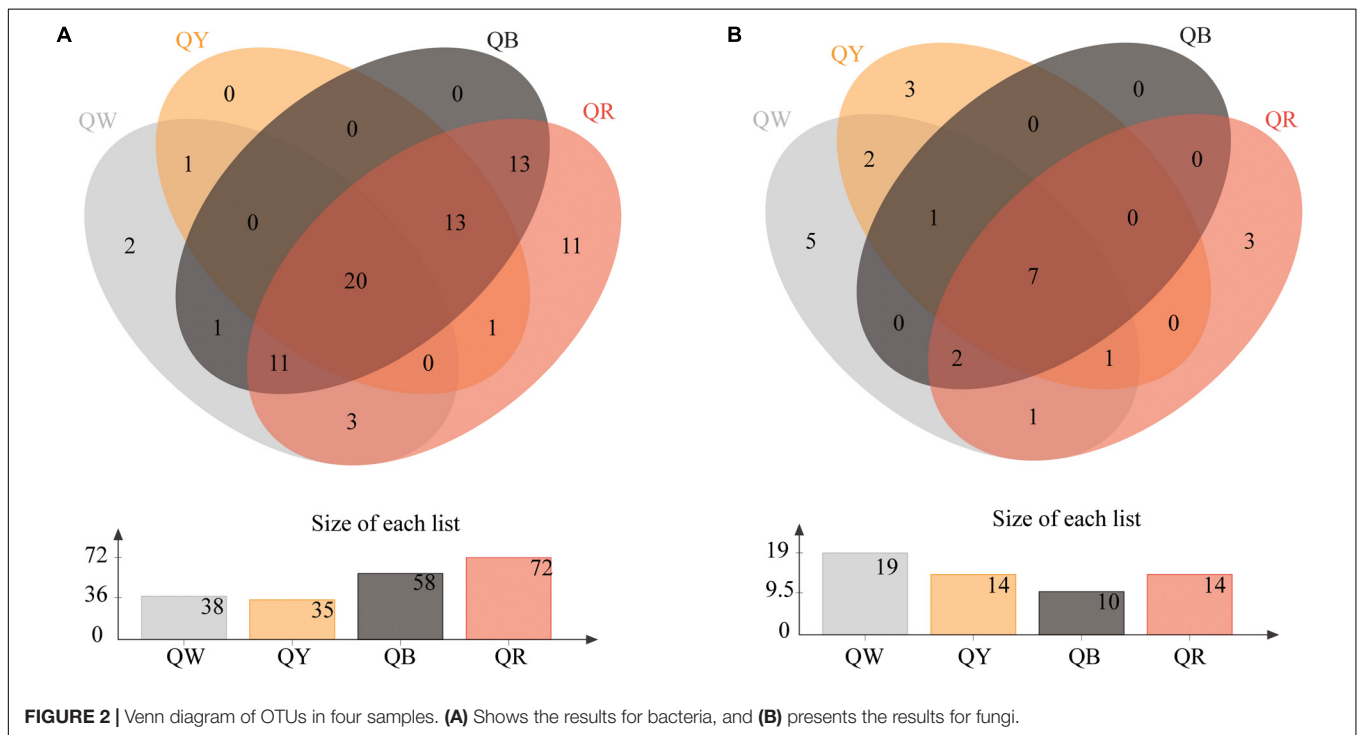 A
QY
QB
QW
QR
0
0
0
1
13
0
13
2
11
20
1
1
11
0
3
Size of each list
72
36
0
38
35
58
72
QW
QY
QB
QR
B
QY
QB
QW
QR
3
0
0
2
0
1
0
5
3
7
0
0
2
1
1
Size of each list
19
9.5
0
19
14
10
14
QW
QY
QB
QR
FIGURE 2 | Venn diagram of OTUs in four samples. (A) Shows the results for bacteria, and (B) presents the results for fungi.